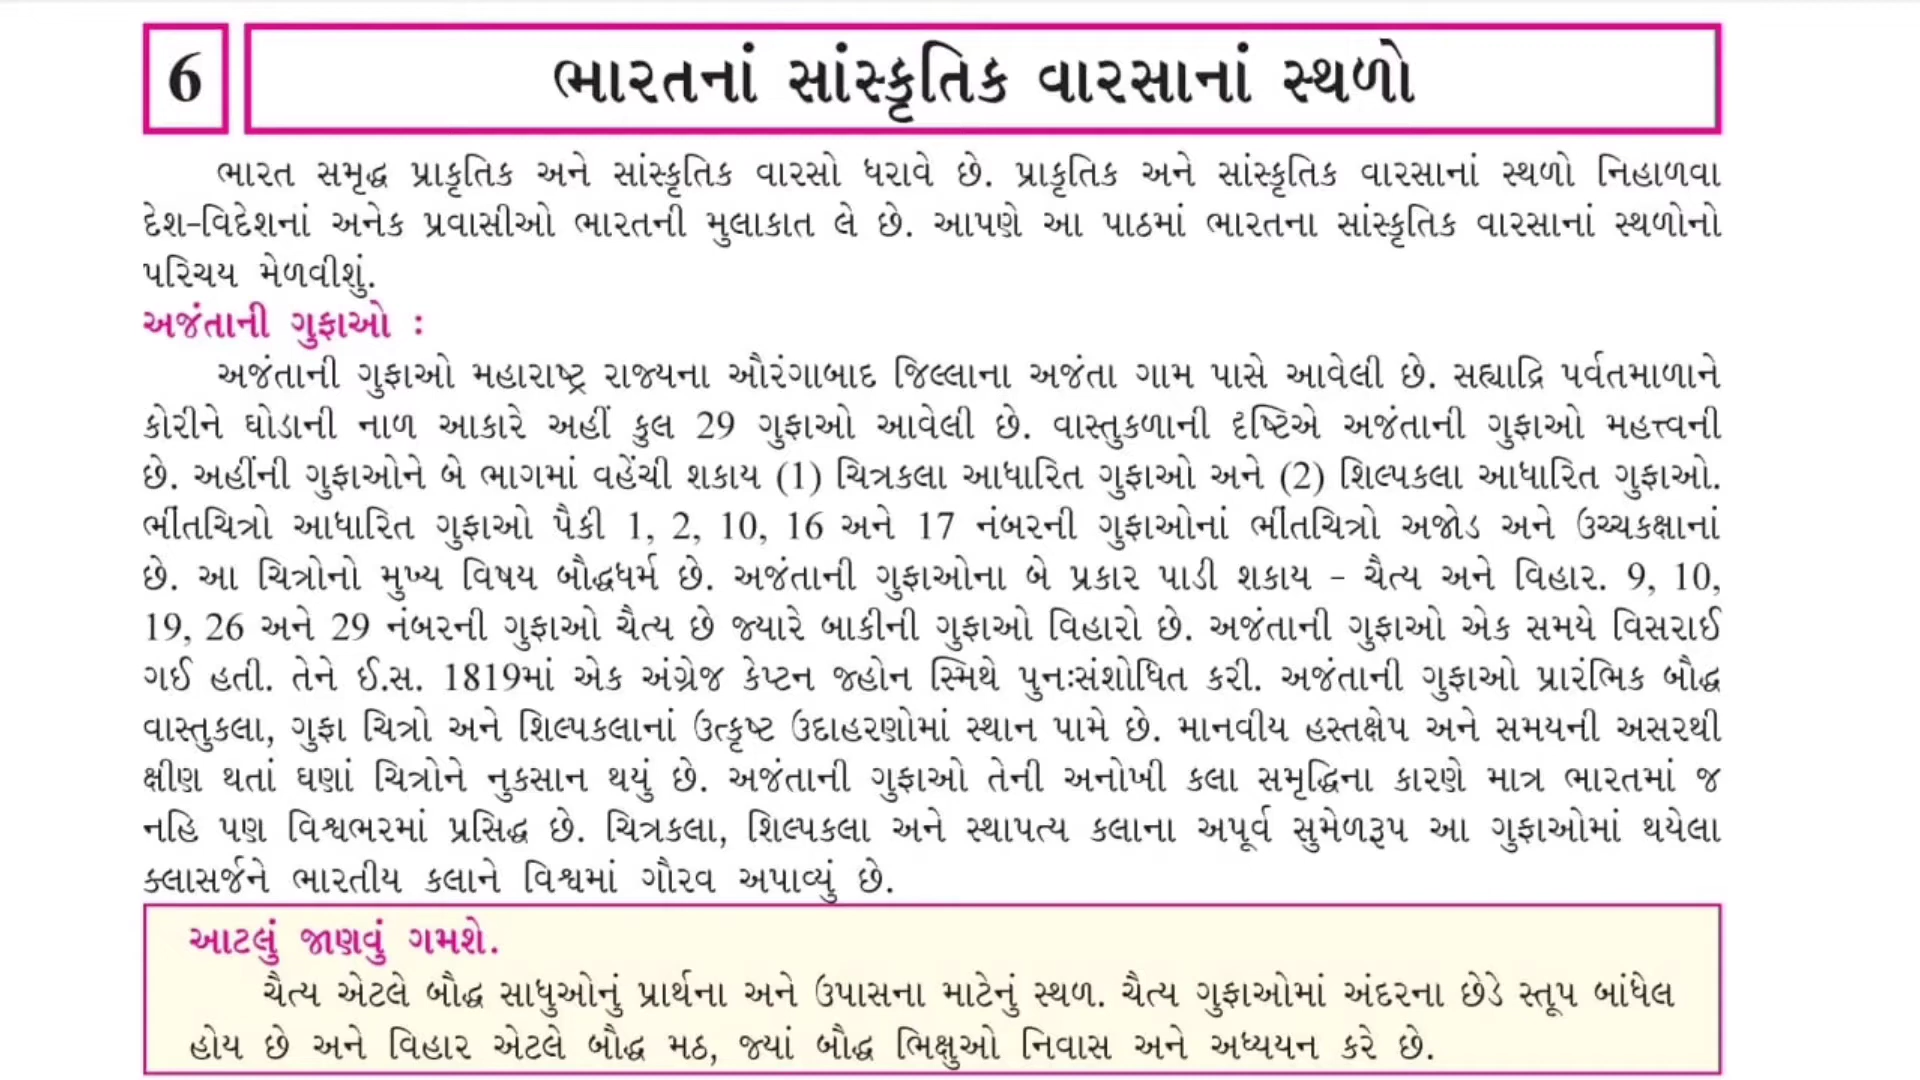 6
ભારતનાં સાંસ્કૃતિક વારસાનાં સ્થળો
ભારત સમૃદ્ધ પ્રાકૃતિક અને સાંસ્કૃતિક વારસો ધરાવે છે. પ્રાકૃતિક અને સાંસ્કૃતિક વારસાનાં સ્થળો નિહાળવા
દેશ-વિદેશનાં અનેક પ્રવાસીઓ ભારતની મુલાકાત લે છે. આપણે આ પાઠમાં ભારતના સાંસ્કૃતિક વારસાનાં સ્થળોનો
પરિચય મેળવીશું.
અજંતાની ગુફાઓ :
અજંતાની ગુફાઓ મહારાષ્ટ્ર રાજ્યના ઔરંગાબાદ જિલ્લાના અજંતા ગામ પાસે આવેલી છે. સહ્યાદ્રિ પર્વતમાળાને
કોરીને ઘોડાની નાળ આકારે અહીં કુલ 29 ગુફાઓ આવેલી છે. વાસ્તુકળાની દૃષ્ટિએ અજંતાની ગુફાઓ મહત્ત્વની
છે. અહીંની ગુફાઓને બે ભાગમાં વહેંચી શકાય (1) ચિત્રકલા આધારિત ગુફાઓ અને (2) શિલ્પકલા આધારિત ગુફાઓ.
ભીંતચિત્રો આધારિત ગુફાઓ પૈકી 1, 2, 10, 16 અને 17 નંબરની ગુફાઓનાં ભીંતચિત્રો અજોડ અને ઉચ્ચકક્ષાનાં
છે. આ ચિત્રોનો મુખ્ય વિષય બૌદ્ધધર્મ છે. અજંતાની ગુફાઓના બે પ્રકાર પાડી શકાય - ચૈત્ય અને વિહાર. 9, 10,
19, 26 અને 29 નંબરની ગુફાઓ ચૈત્ય છે જ્યારે બાકીની ગુફાઓ વિહારો છે. અજંતાની ગુફાઓ એક સમયે વિસરાઈ
ગઈ હતી. તેને ઈ.સ. 1819માં એક અંગ્રેજ કેપ્ટન જ્હોન સ્મિથે પુનઃસંશોધિત કરી. અજંતાની ગુફાઓ પ્રારંભિક બૌદ્ધ
વાસ્તુકલા, ગુફા ચિત્રો અને શિલ્પકલાનાં ઉત્કૃષ્ટ ઉદાહરણોમાં સ્થાન પામે છે. માનવીય હસ્તક્ષેપ અને સમયની અસરથી
ક્ષીણ થતાં ઘણાં ચિત્રોને નુકસાન થયું છે. અજંતાની ગુફાઓ તેની અનોખી કલા સમૃદ્ધિના કારણે માત્ર ભારતમાં જ
નહિ પણ વિશ્વભરમાં પ્રસિદ્ધ છે. ચિત્રકલા, શિલ્પકલા અને સ્થાપત્ય કલાના અપૂર્વ સુમેળરૂપ આ ગુફાઓમાં થયેલા
ક્લાસર્જને ભારતીય કલાને વિશ્વમાં ગૌરવ અપાવ્યું છે.
આટલું જાણવું ગમશે.
ચૈત્ય એટલે બૌદ્ધ સાધુઓનું પ્રાર્થના અને ઉપાસના માટેનું સ્થળ. ચૈત્ય ગુફાઓમાં અંદરના છેડે સ્તૂપ બાંધેલ
હોય છે અને વિહાર એટલે બૌદ્ધ મઠ, જ્યાં બૌદ્ધ ભિક્ષુઓ નિવાસ અને અધ્યયન કરે છે.